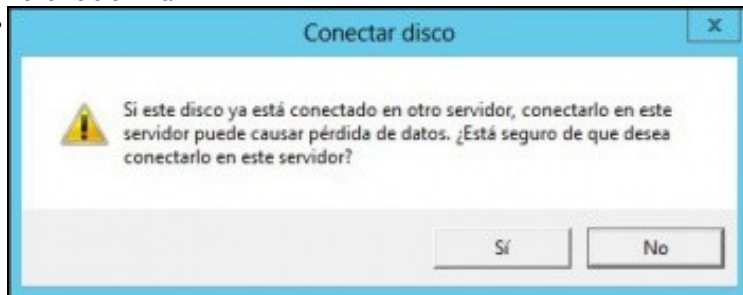 Conectar disco
x
Si este disco ya está conectado en otro servidor, conectarlo en este
servidor puede causar pérdida de datos. ¿Está seguro de que desea
conectarlo en este servidor?
Sí
No